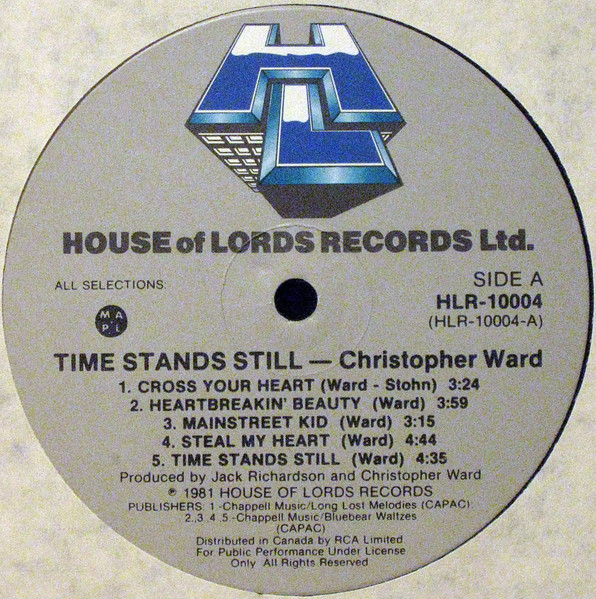 HOUSE of LORDS RECORDS Ltd.
ALL SELECTIONS:
SIDE A
HLR-10004
(HLR-10004-A)
M A
P L
TIME STANDS STILL — Christopher Ward
1. CROSS YOUR HEART (Ward - Stohn) 3:24
2. HEARTBREAKIN' BEAUTY (Ward) 3:59
3. MAINSTREET KID (Ward) 3:15
4. STEAL MY HEART (Ward) 4:44
5. TIME STANDS STILL (Ward) 4:35
Produced by Jack Richardson and Christopher Ward
℗ 1981 HOUSE OF LORDS RECORDS
PUBLISHERS: 1 -Chappell Music/Long Lost Melodies (CAPAC):
2,.3,.4.5 -Chappell Music/Bluebear Waltzes
(CAPAC)
Distributed in Canada by RCA Limited
For Public Performance Under License
Only All Rights Reserved